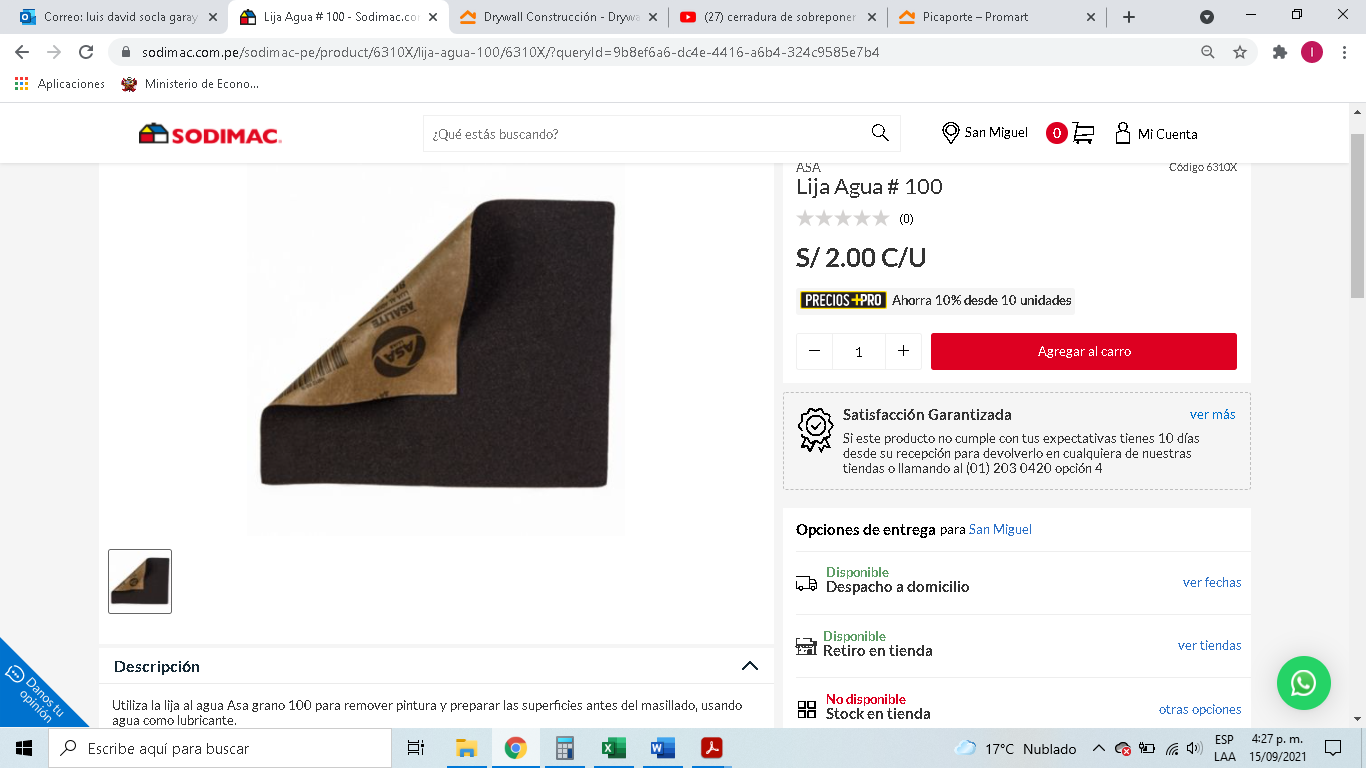 Correo: luis david socla garay
Lija Agua # 100 - Sodimac.co
Drywall Construcción - Drywa
(27) cerradura de sobreponer
Picaporte – Promart
sodimac.com.pe/sodimac-pe/product/6310X/lija-agua-100/6310X/?queryId=9b8ef6a6-dc4e-4416-a6b4-324c9585e7b4
I
Aplicaciones
Ministerio de Econo...
SODIMAC
¿Qué estás buscando?
San Miguel
0
Mi Cuenta
ASA
Código 6310X
Lija Agua # 100
(0)
S/ 2.00 C/U
PRECIOS+PRO Ahorra 10% desde 10 unidades
1
Agregar al carro
ASALITE
ASA
Satisfacción Garantizada
ver más
Si este producto no cumple con tus expectativas tienes 10 días
desde su recepción para devolverlo en cualquiera de nuestras
tiendas o llamando al (01) 203 0420 opción 4
Opciones de entrega para San Miguel
Disponible
Despacho a domicilio
ver fechas
Disponible
Retiro en tienda
ver tiendas
No disponible
Stock en tienda
otras opciones
Descripción
Utiliza la lija al agua Asa grano 100 para remover pintura y preparar las superficies antes del masillado, usando
agua como lubricante.
Danos tu
opinión
Escribe aquí para buscar
17°C Nublado
ESP
LAA
4:27 p. m.
15/09/2021